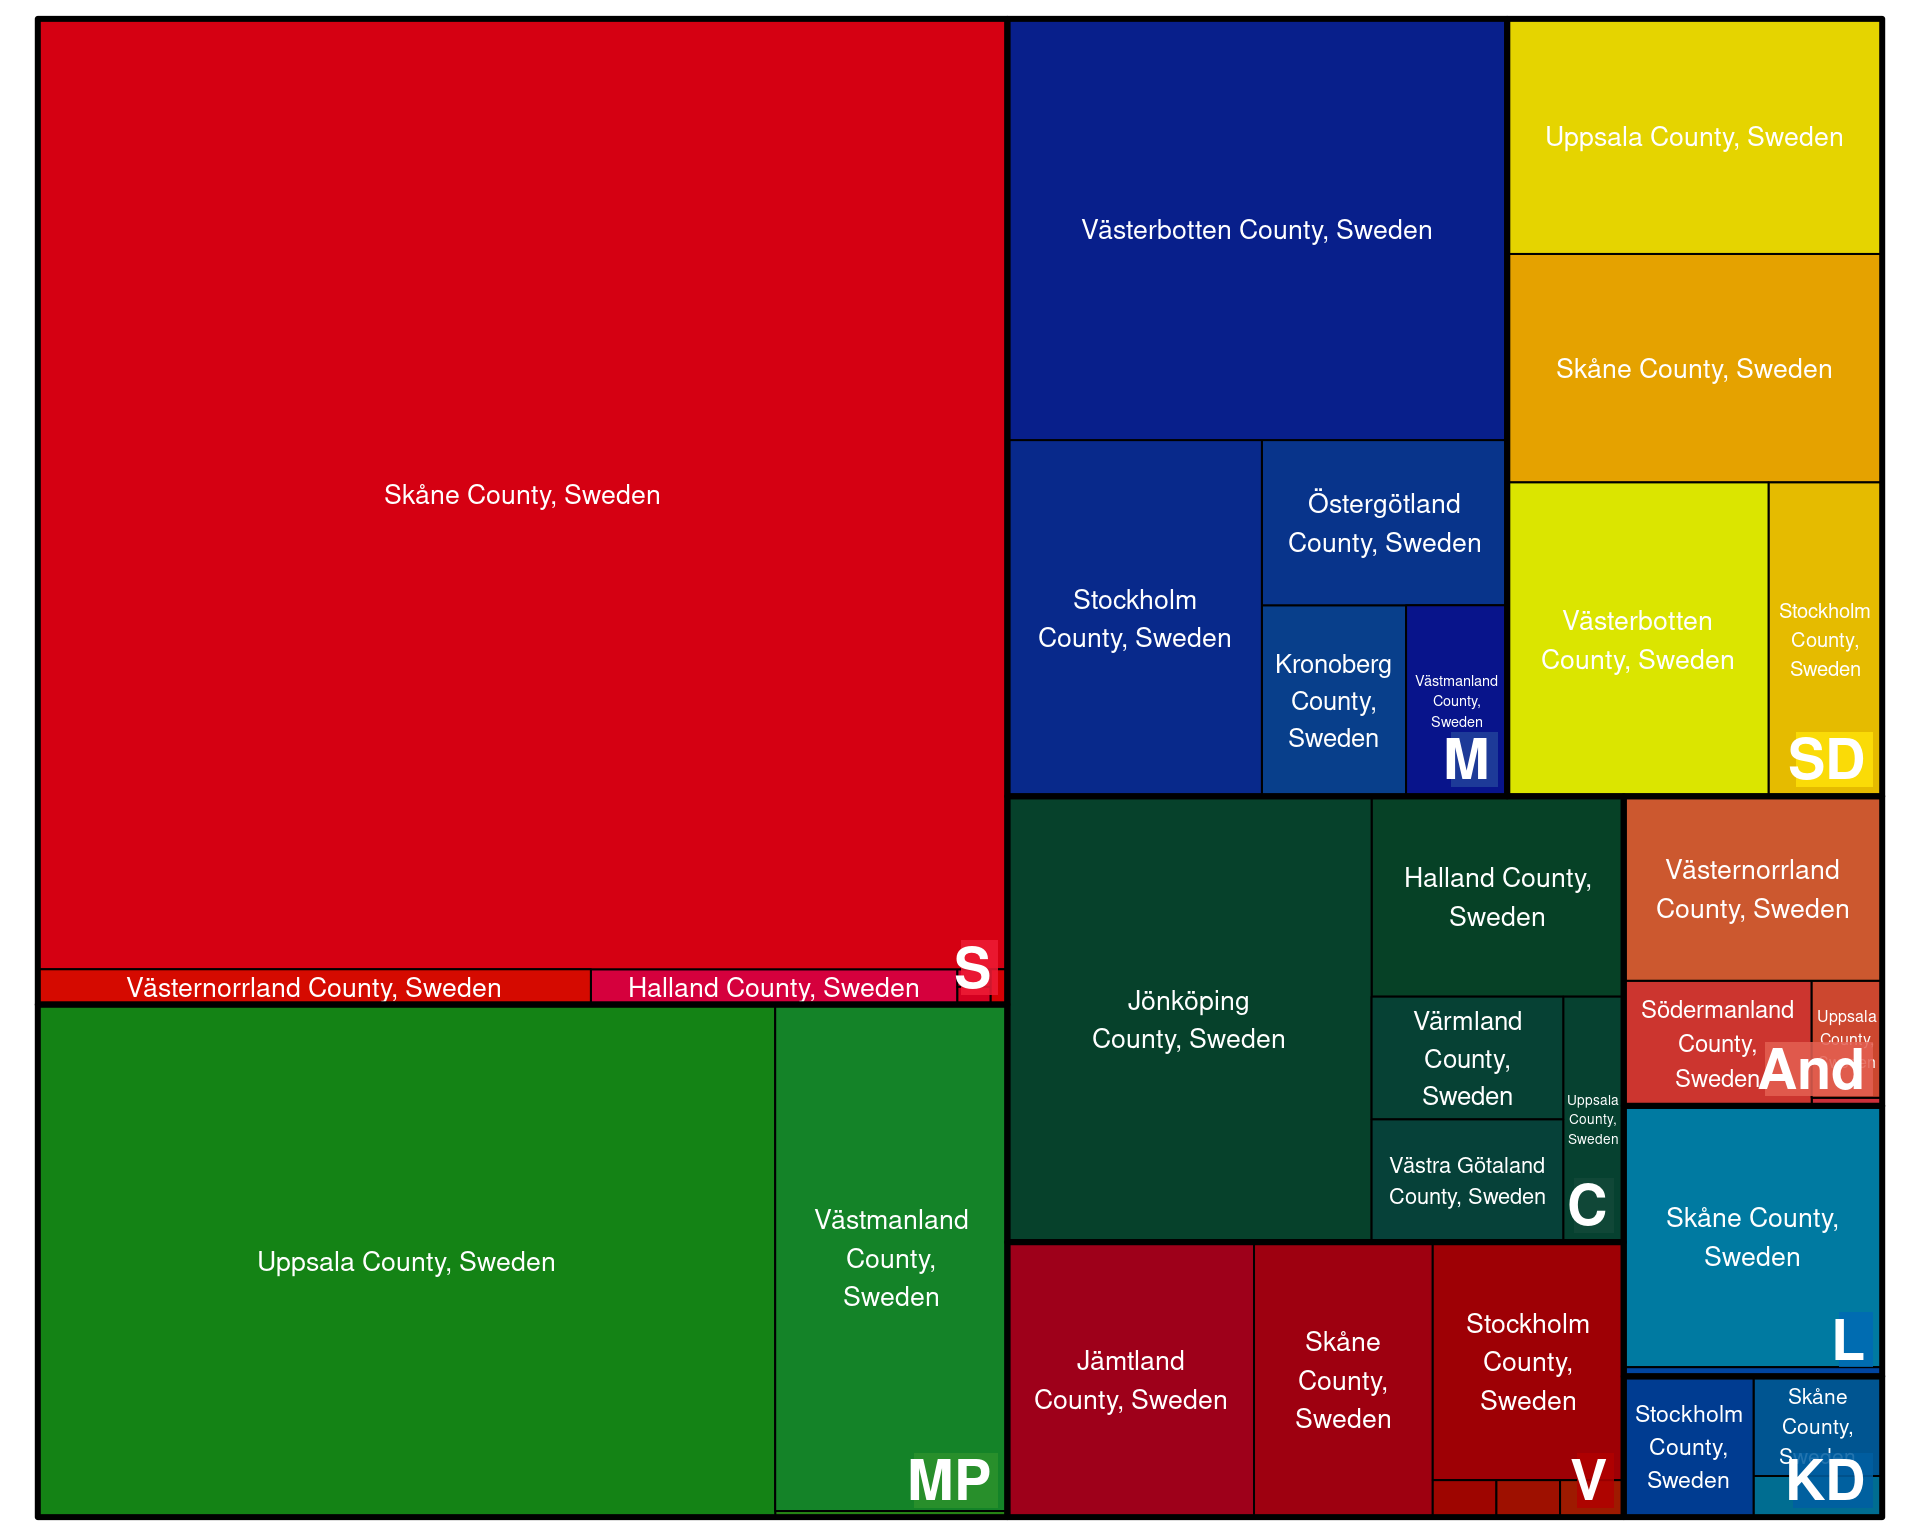 Skåne County, Sweden
Västernorrland County, Sweden
Halland County, Sweden
S
Uppsala County, Sweden
Västmanland
County,
Sweden
MP
Västerbotten County, Sweden
Stockholm
County, Sweden
Östergötland
County, Sweden
Kronoberg
County,
Sweden
Västmanland
County,
Sweden
M
Uppsala County, Sweden
Skåne County, Sweden
Västerbotten
County, Sweden
Stockholm
County,
Sweden
SD
Jönköping
County, Sweden
Halland County,
Sweden
Värmland
County,
Sweden
Västra Götaland
County, Sweden
Uppsala
County,
Sweden
C
Västernorrland
County, Sweden
Södermanland
County,
Sweden
Uppsala
County,
Sweden
And
Skåne County,
Sweden
L
Jämtland
County, Sweden
Skåne
County,
Sweden
Stockholm
County,
Sweden
V
Stockholm
County,
Sweden
Skåne
County,
Sweden
KD